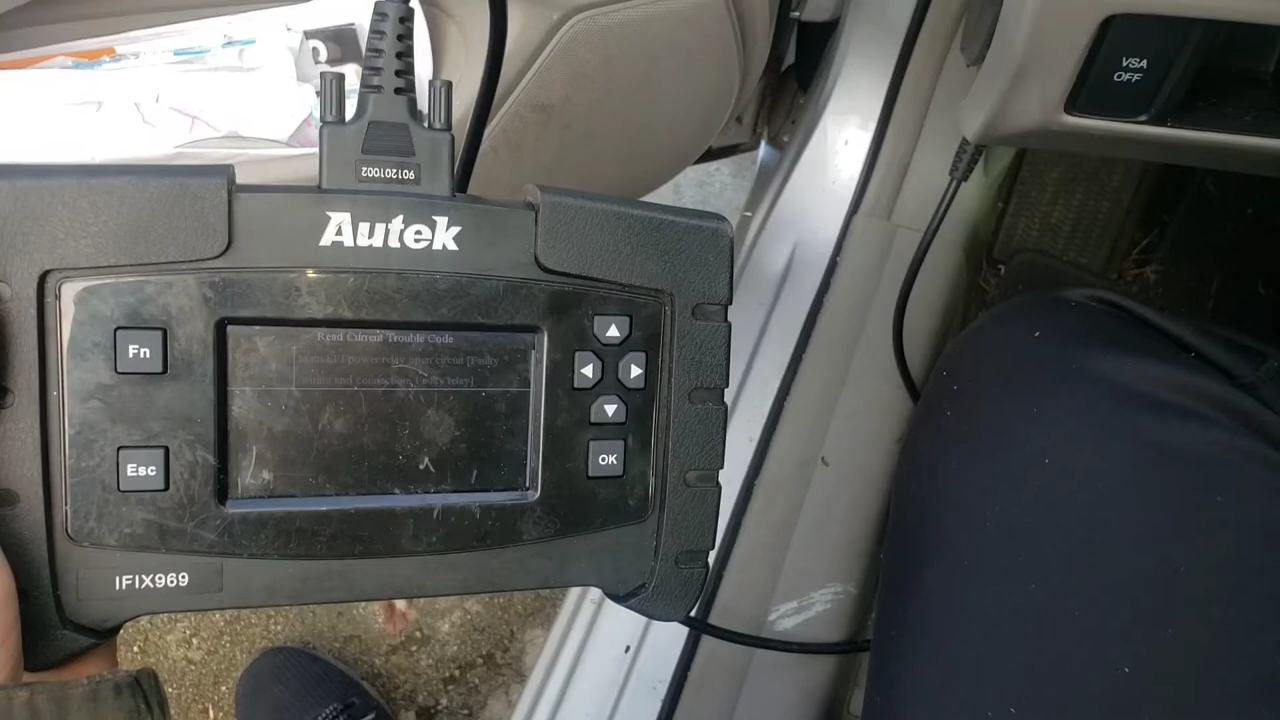 VSA
OFF
901201002
Autek
Read Current Trouble Code
power relay open circuit [Faulty
and connection, Faulty relay]
Fn
Esc
OK
IFIX969